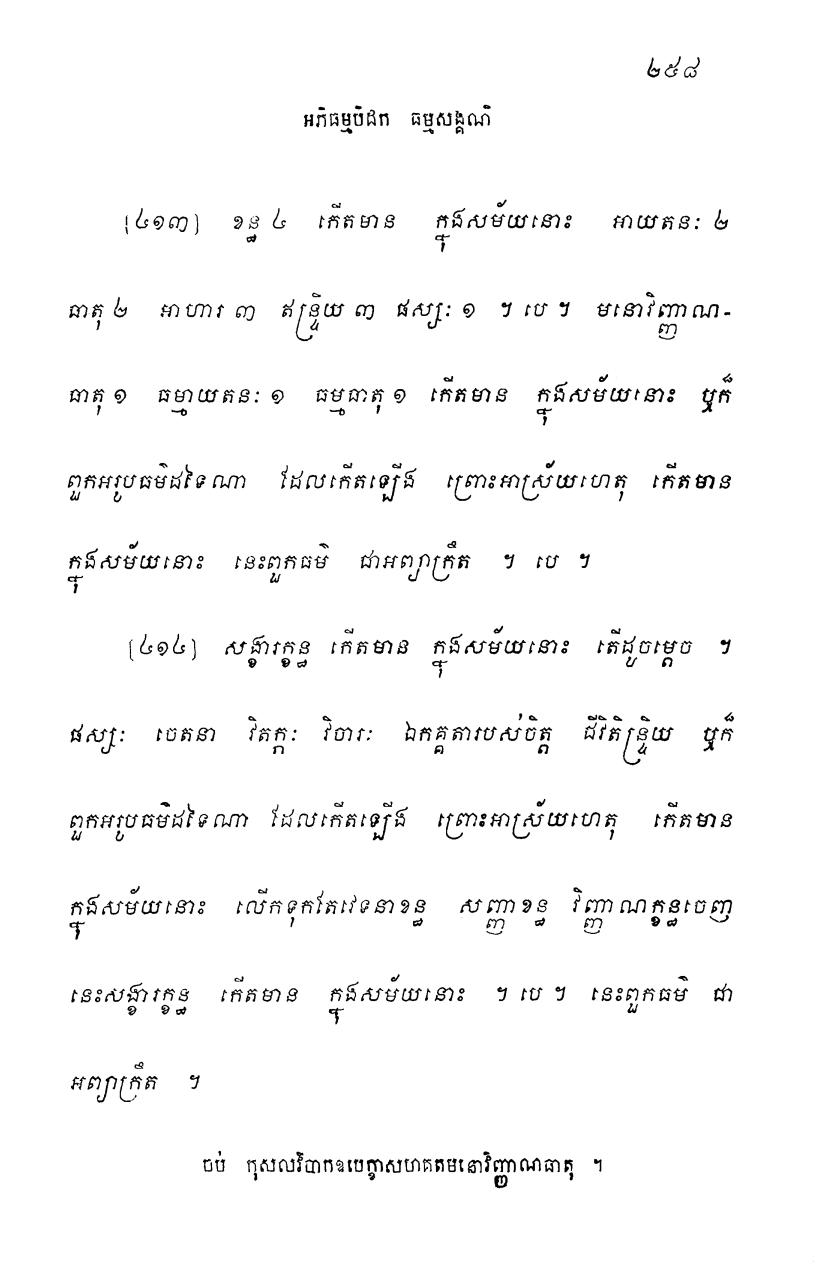 ២៥៨
អភិធម្មបិដក ធម្មសង្គណី
[៤១៣] ខន្ធ ៤ កើតមាន ក្នុងសម័យនោះ អាយតនៈ ២
ធាតុ ២ អាហារ ៣ ឥន្ទ្រិយ ៣ ផស្សៈ ១ ។ បេ ។ មនោវិញ្ញាណ-
ធាតុ ១ ធម្មាយតនៈ ១ ធម្មធាតុ ១ កើតមាន ក្នុងសម័យនោះ ឬក៏
ពួកអរូបធម៌ដទៃណា ដែលកើតឡើង ព្រោះអាស្រ័យហេតុ កើតមាន
ក្នុងសម័យនោះ នេះពួកធម៌ ជាអព្យាក្រឹត ។ បេ ។
[៤១៤] សង្ខារក្ខន្ធ កើតមាន ក្នុងសម័យនោះ តើដូចម្តេច ។
ផស្សៈ ចេតនា វិតក្កៈ វិចារៈ ឯកគ្គតារបស់ចិត្ត ជីវិតិន្ទ្រិយ ឬក៏
ពួកអរូបធម៌ដទៃណា ដែលកើតឡើង ព្រោះអាស្រ័យហេតុ កើតមាន
ក្នុងសម័យនោះ លើកទុកតែវេទនាខន្ធ សញ្ញាខន្ធ វិញ្ញាណក្ខន្ធចេញ
នេះសង្ខារក្ខន្ធ កើតមាន ក្នុងសម័យនោះ ។ បេ ។ នេះពួកធម៌ ជា
អព្យាក្រឹត ។
ចប់ កុសលវិបាកឧបេក្ខាសហគតមនោវិញ្ញាណធាតុ ។